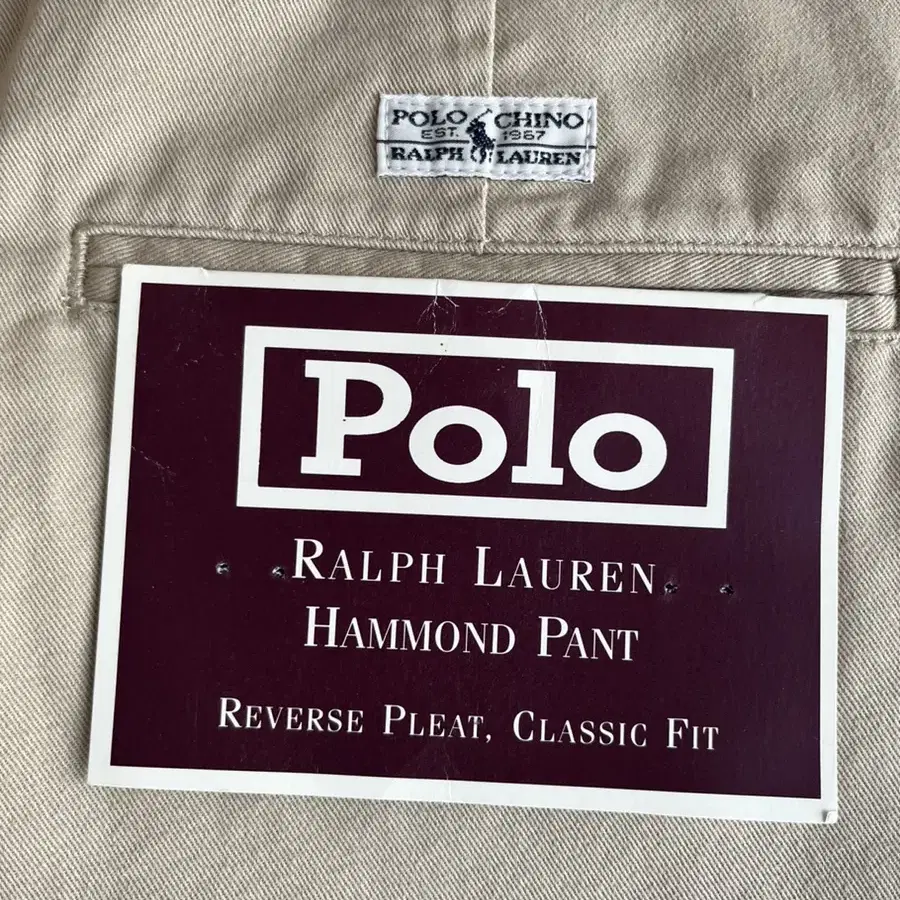 POLO CHINO
EST. 1967
RALPH LAUREN
Polo
RALPH LAUREN
HAMMOND PANT
REVERSE PLEAT, CLASSIC FIT